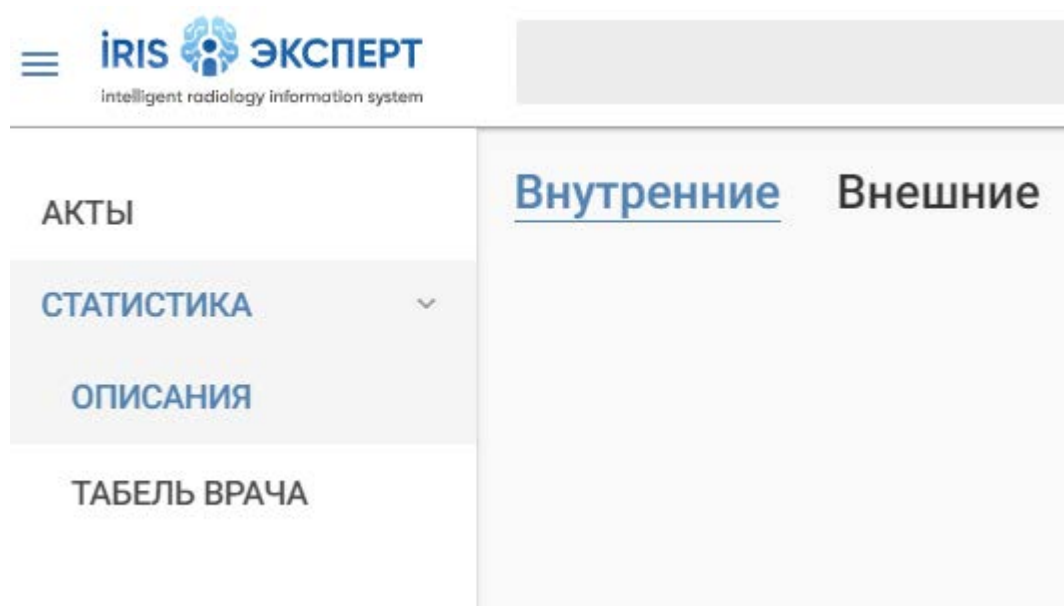 iRIS ЭКСПЕРТ
intelligent radiology information system
АКТЫ
СТАТИСТИКА
ОПИСАНИЯ
ТАБЕЛЬ ВРАЧА
Внутренние Внешние